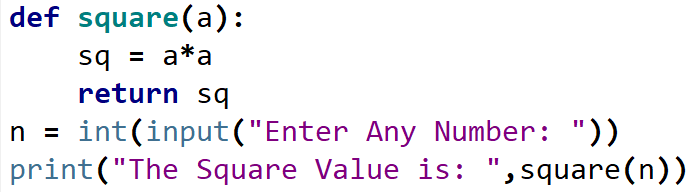 def square(a):
    sq = a*a
    return sq
n = int(input("Enter Any Number: "))
print("The Square Value is: ",square(n))